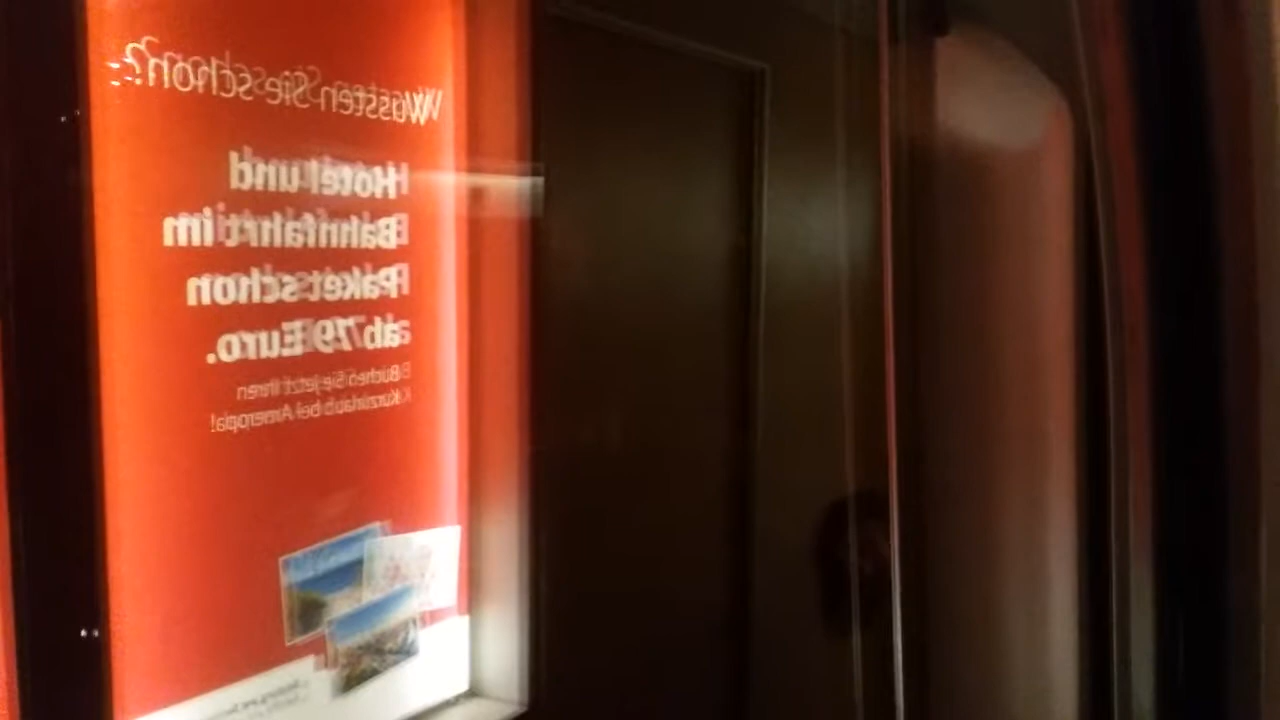 Wussten Sie schon?
Hotel und
Bahnfahrt im
Paket schon
ab 79 Euro.
Buchen Sie jetzt Ihren
Kurzurlaub bei Ameropa!